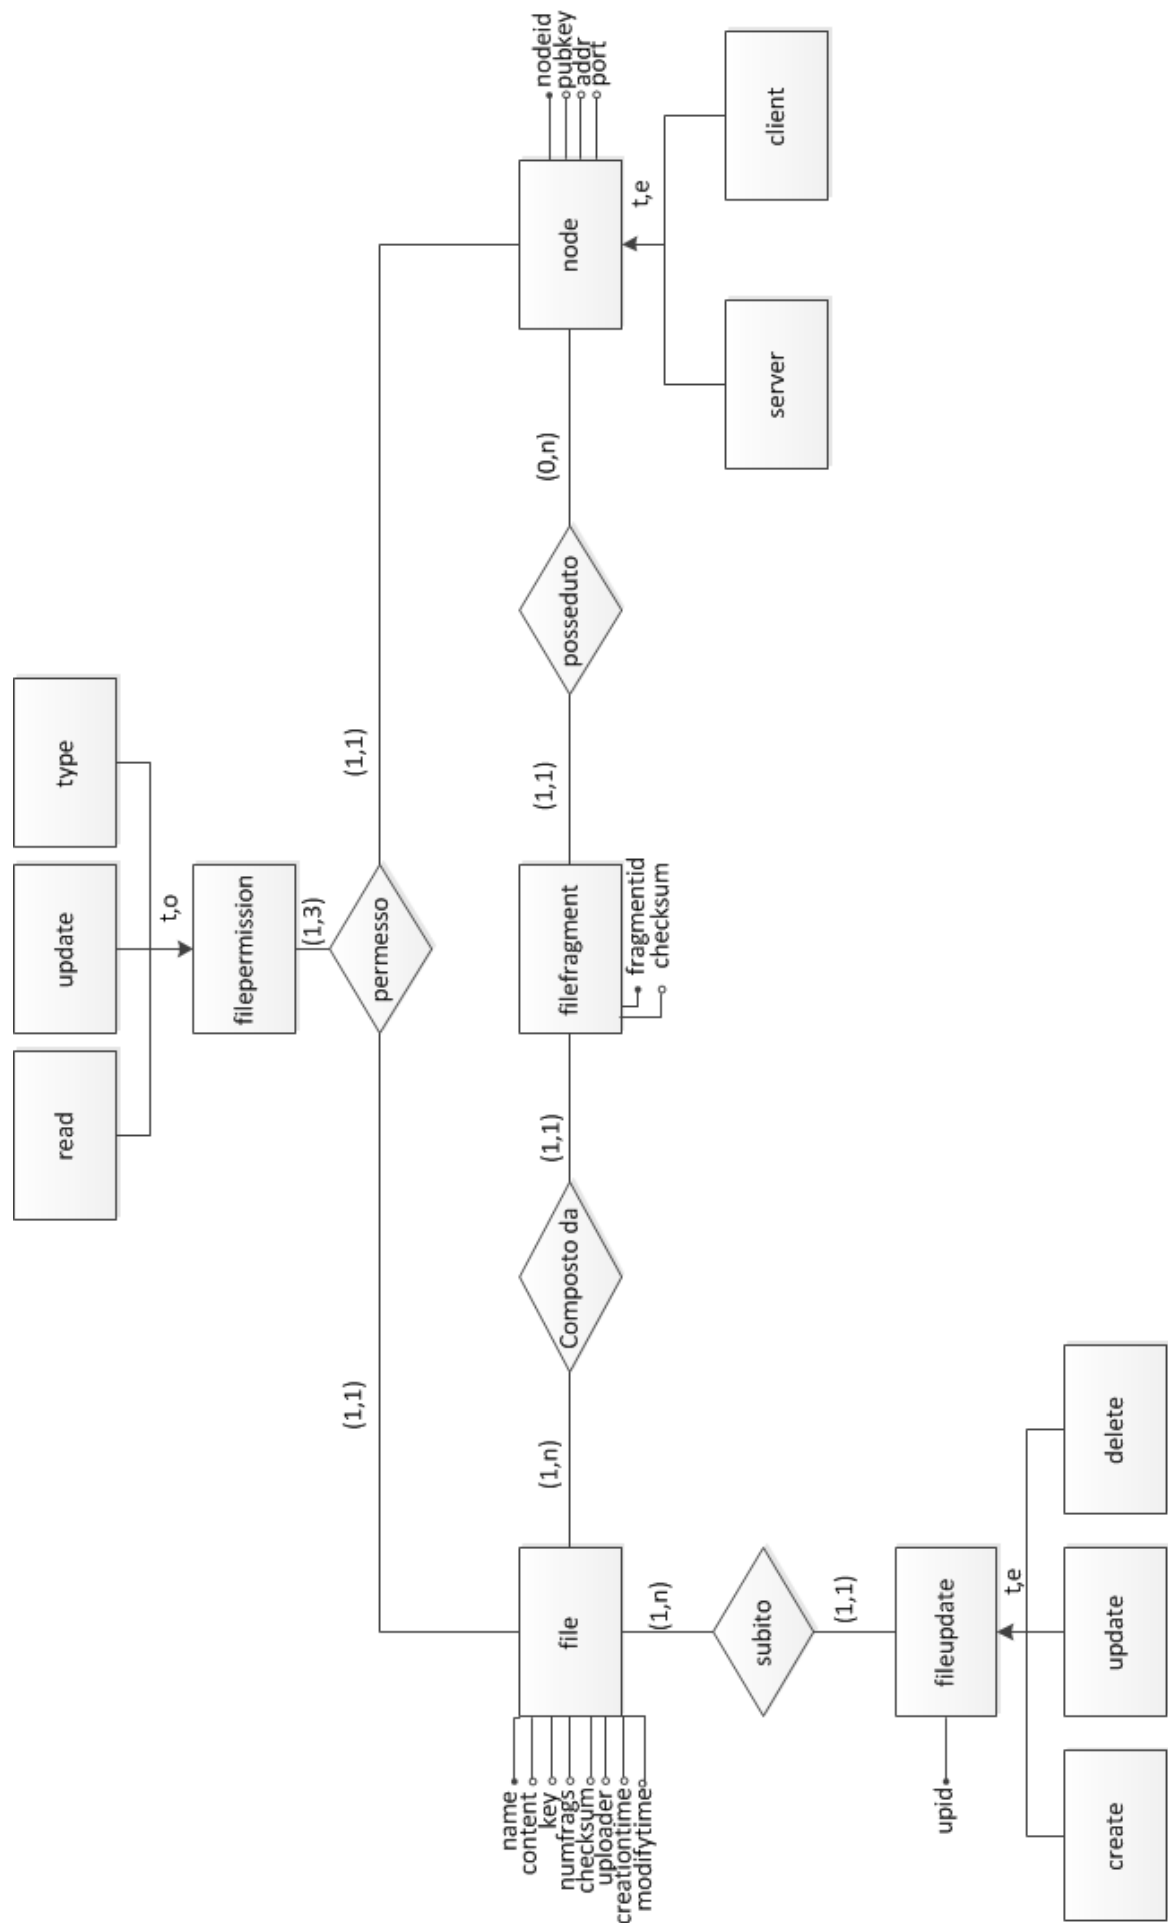 read
update
type
t,o
filepermission
(1,3)
permesso
(1,1)
(1,1)
name
content
key
numfrags
checksum
uploader
creationtime
modifytime
file
(1,n)
Composto da
(1,1)
filefragment
fragmentid
checksum
(1,1)
posseduto
(0,n)
node
nodeid
pubkey
addr
port
t,e
server
client
(1,n)
subito
(1,1)
upid
fileupdate
t,e
create
update
delete